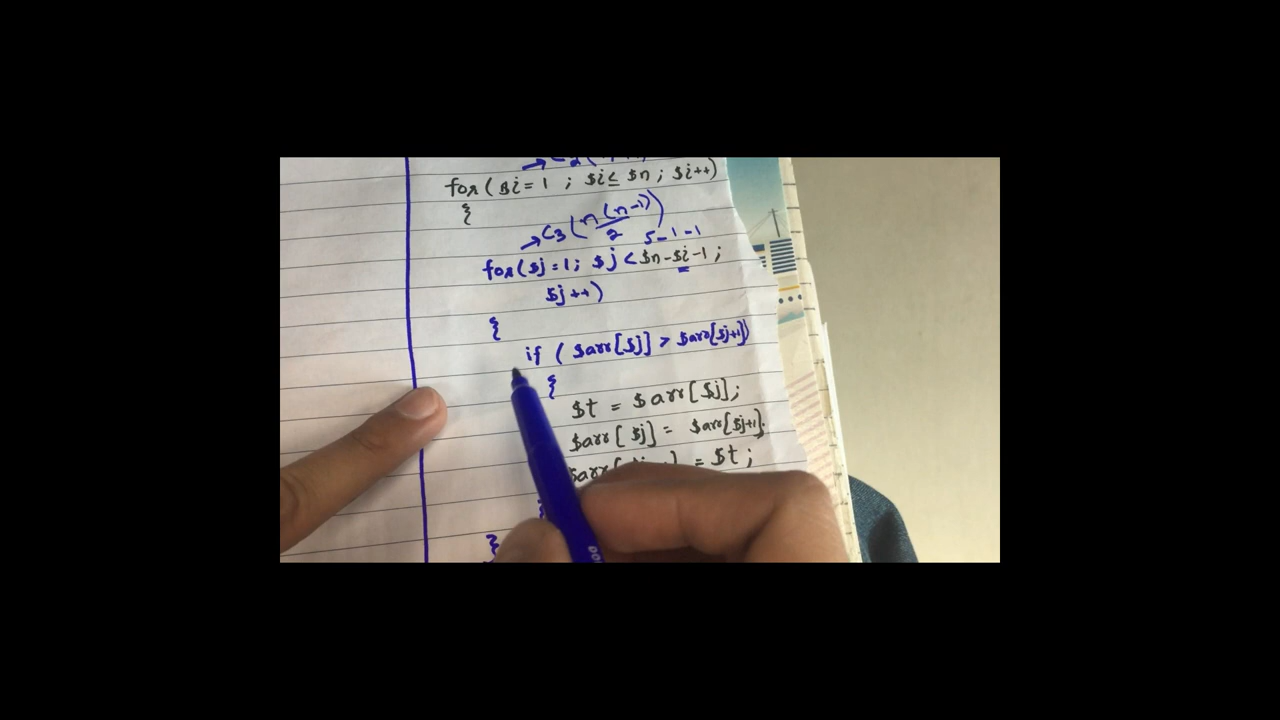 for($i=1 ; $i≤ $n; $i++)
{
→C3(n(n-1)/2)
5-1-1
for($j=1; $j<$n-$i-1;
$j++)
{
if ( $arr[$j] > $arr[$j+1])
{
$t = $arr[$j];
$arr[$j] = $arr[$j+1];
= $t;
}